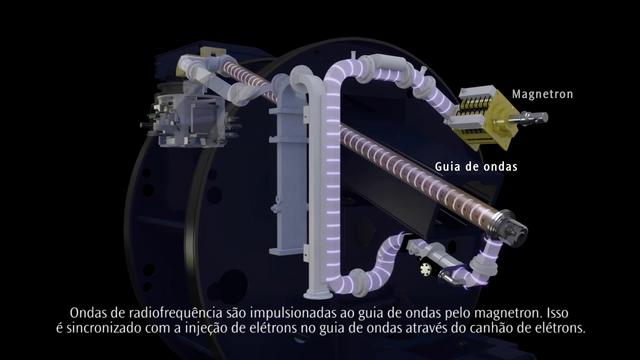 Magnetron
Guia de ondas
Ondas de radiofrequência são impulsionadas ao guia de ondas pelo magnetron. Isso
é sincronizado com a injeção de elétrons no guia de ondas através do canhão de elétrons.